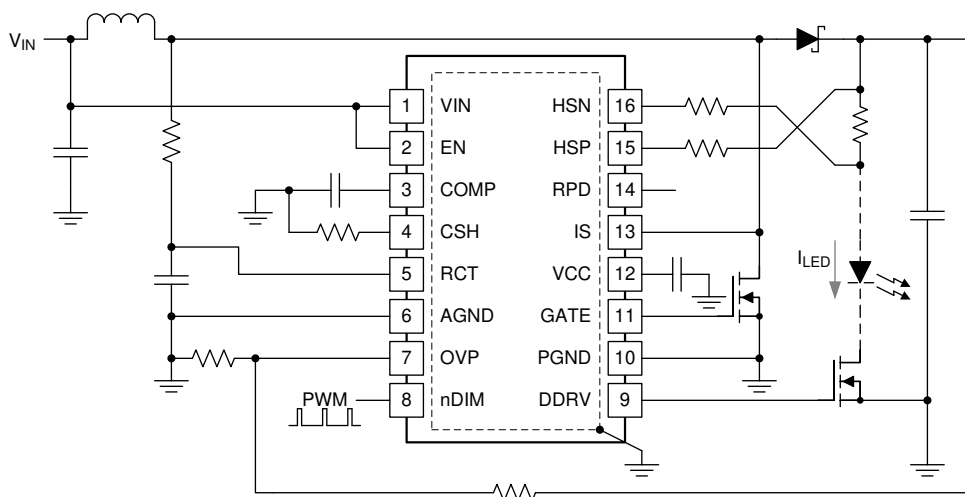 VIN
1 VIN HSN 16
2 EN HSP 15
3 COMP RPD 14
4 CSH IS 13
5 RCT VCC 12
6 AGND GATE 11
7 OVP PGND 10
8 nDIM DDRV 9
PWM
ILED